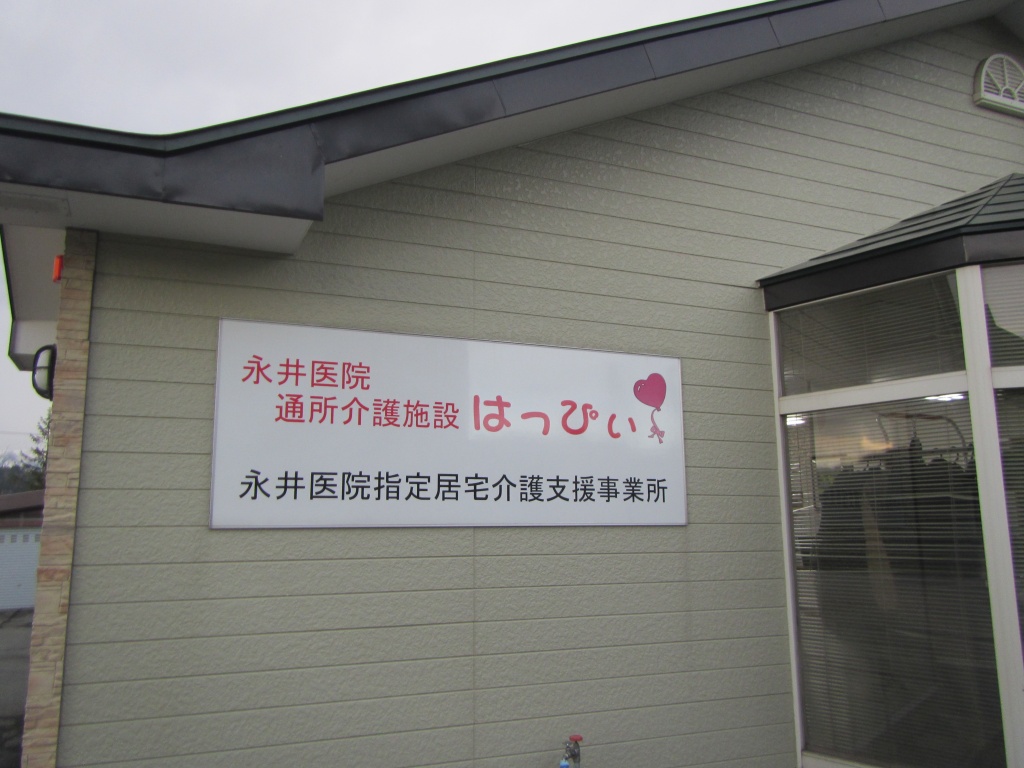 永井医院
通所介護施設 はっぴぃ
永井医院指定居宅介護支援事業所